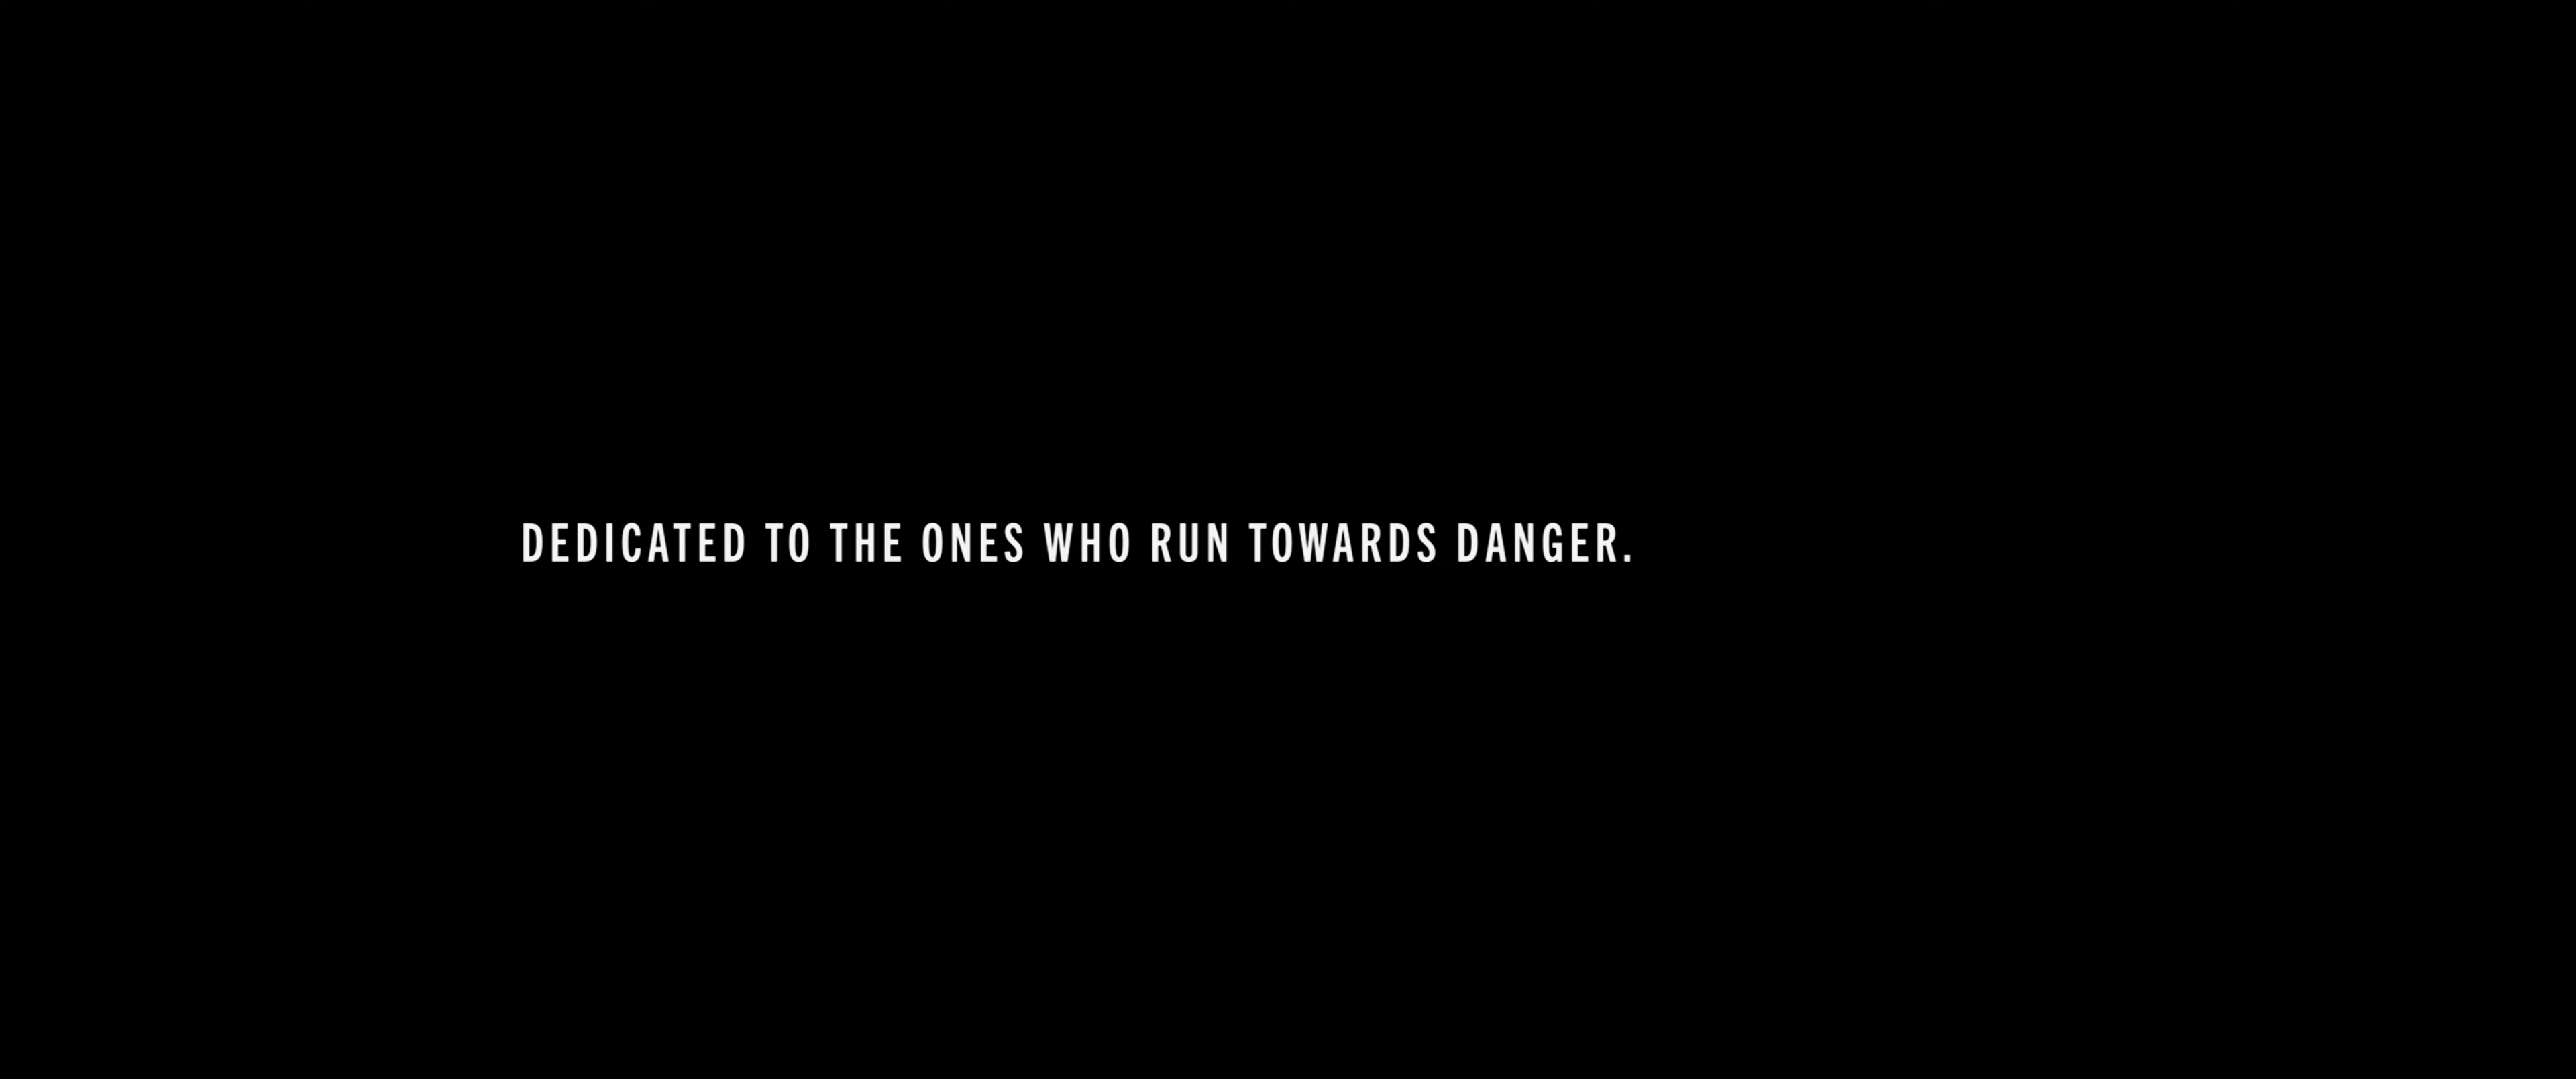 DEDICATED TO THE ONES WHO RUN TOWARDS DANGER.